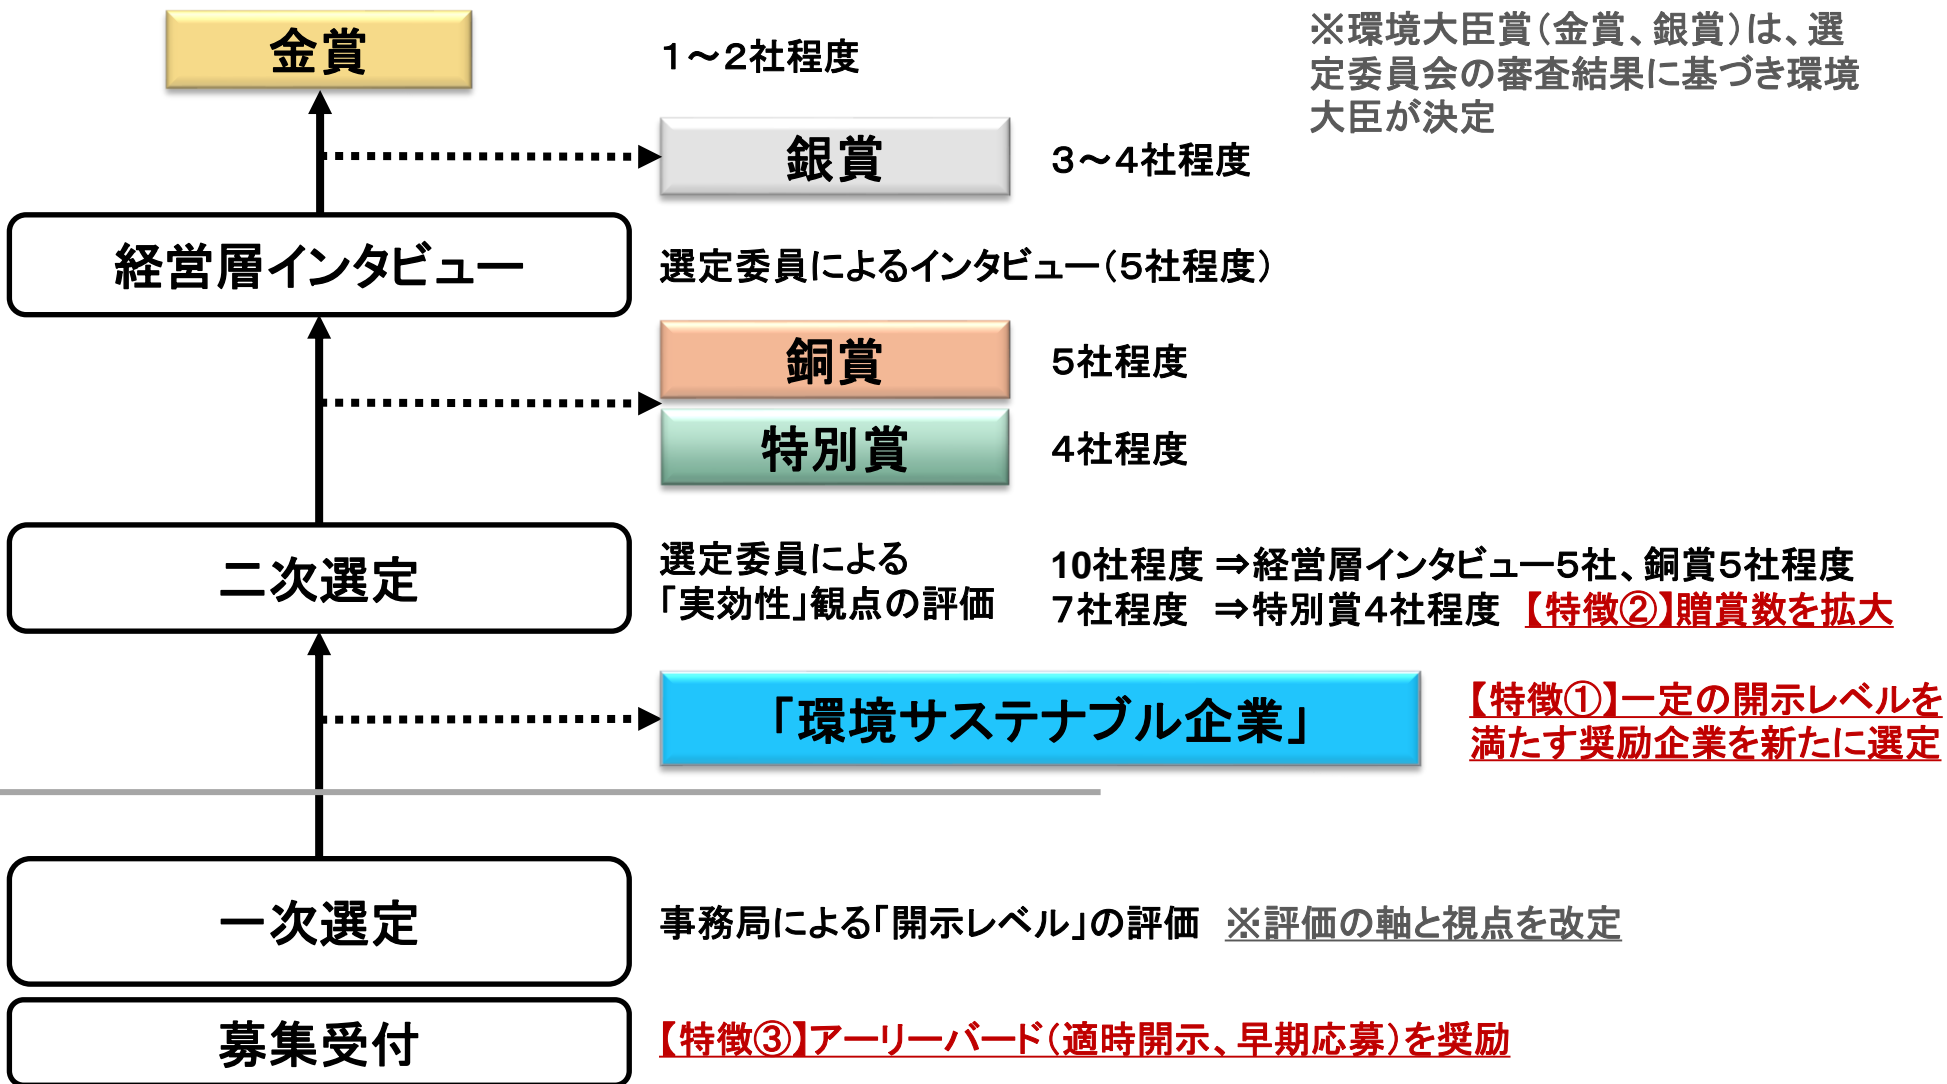 金賞
1～2社程度
※環境大臣賞(金賞、銀賞)は、選
定委員会の審査結果に基づき環境
大臣が決定
銀賞
3～4社程度
経営層インタビュー
選定委員によるインタビュー(5社程度)
銅賞
5社程度
特別賞
4社程度
二次選定
選定委員による
「実効性」観点の評価
10社程度 ⇒経営層インタビュー5社、銅賞5社程度
7社程度 ⇒特別賞4社程度 【特徴②】贈賞数を拡大
「環境サステナブル企業」
【特徴①】一定の開示レベルを
満たす奨励企業を新たに選定
一次選定
事務局による「開示レベル」の評価 ※評価の軸と視点を改定
募集受付
【特徴③】アーリーバード(適時開示、早期応募)を奨励